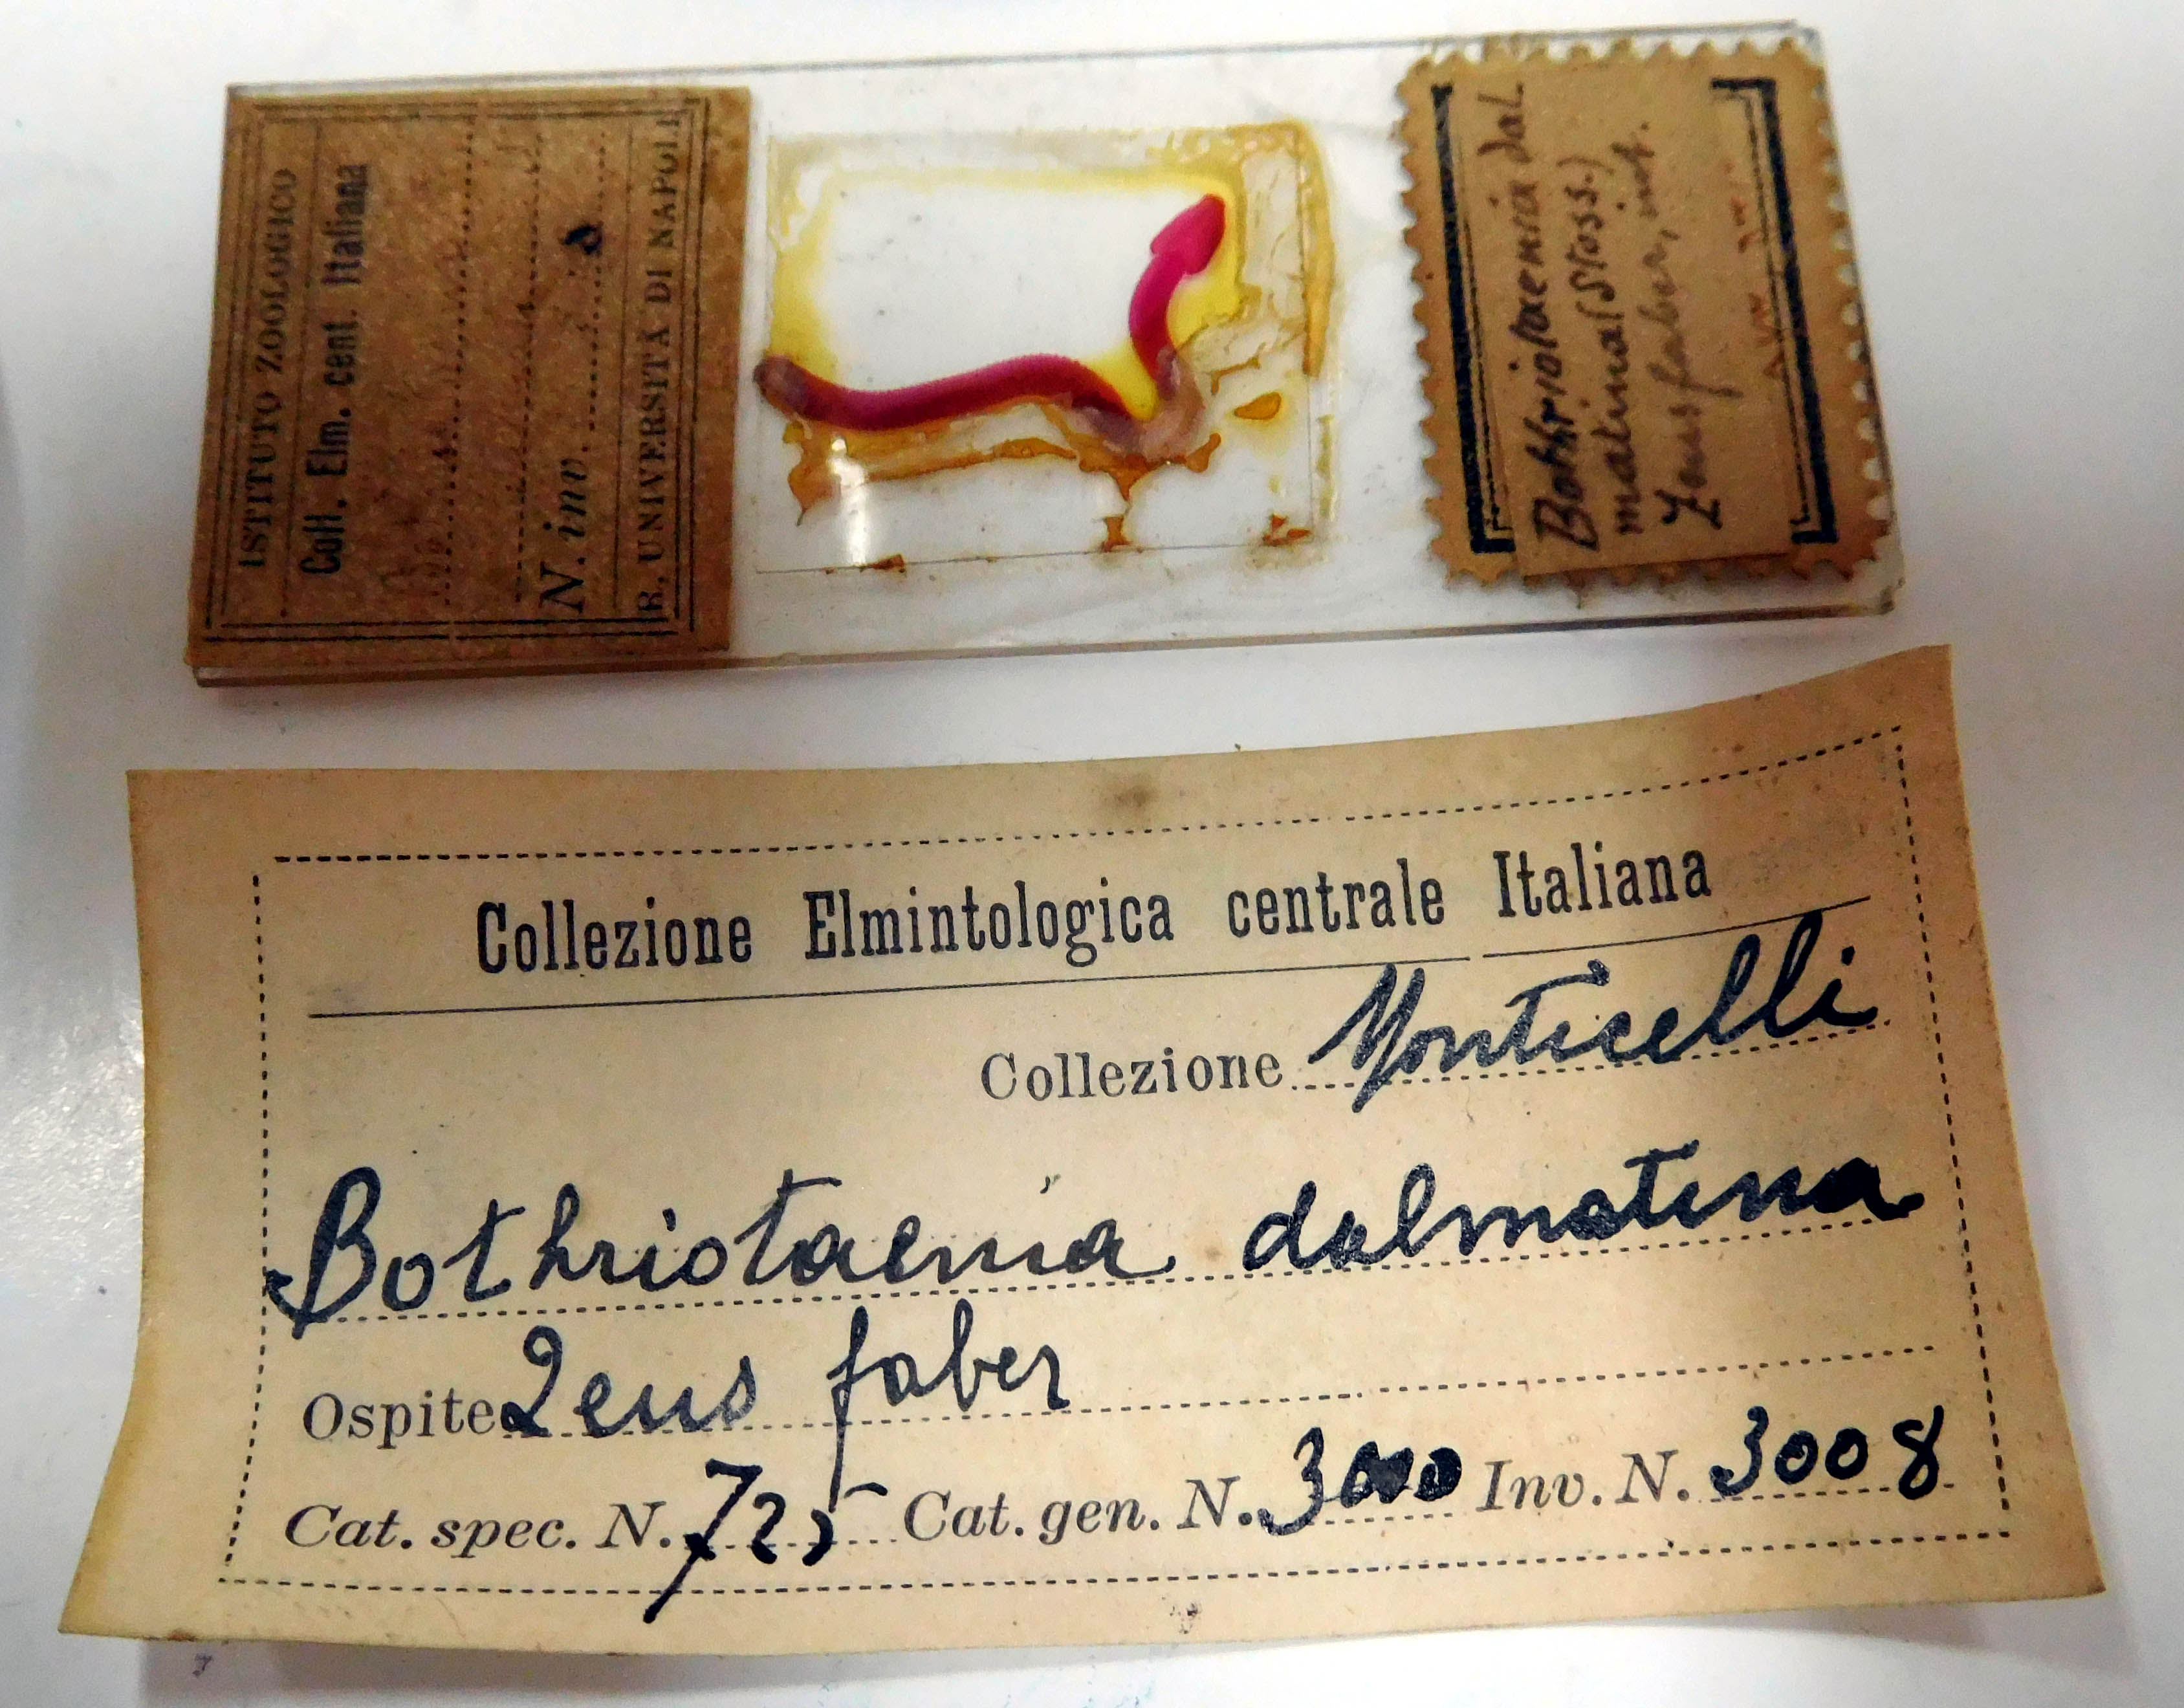 ISTITUTO ZOOLOGICO
Coll. Elm. cent. Italiana
N. inv.
R. UNIVERSITÀ DI NAPOLI
Bothriotaenia dal
matina (Stoss.)
Zeus faber, int.
Collezione Elmintologica centrale Italiana
Collezione Monticelli
Bothriotaenia dalmatina
Ospite Zeus faber
Cat. spec. N. 725 Cat. gen. N. Inv. N. 3008